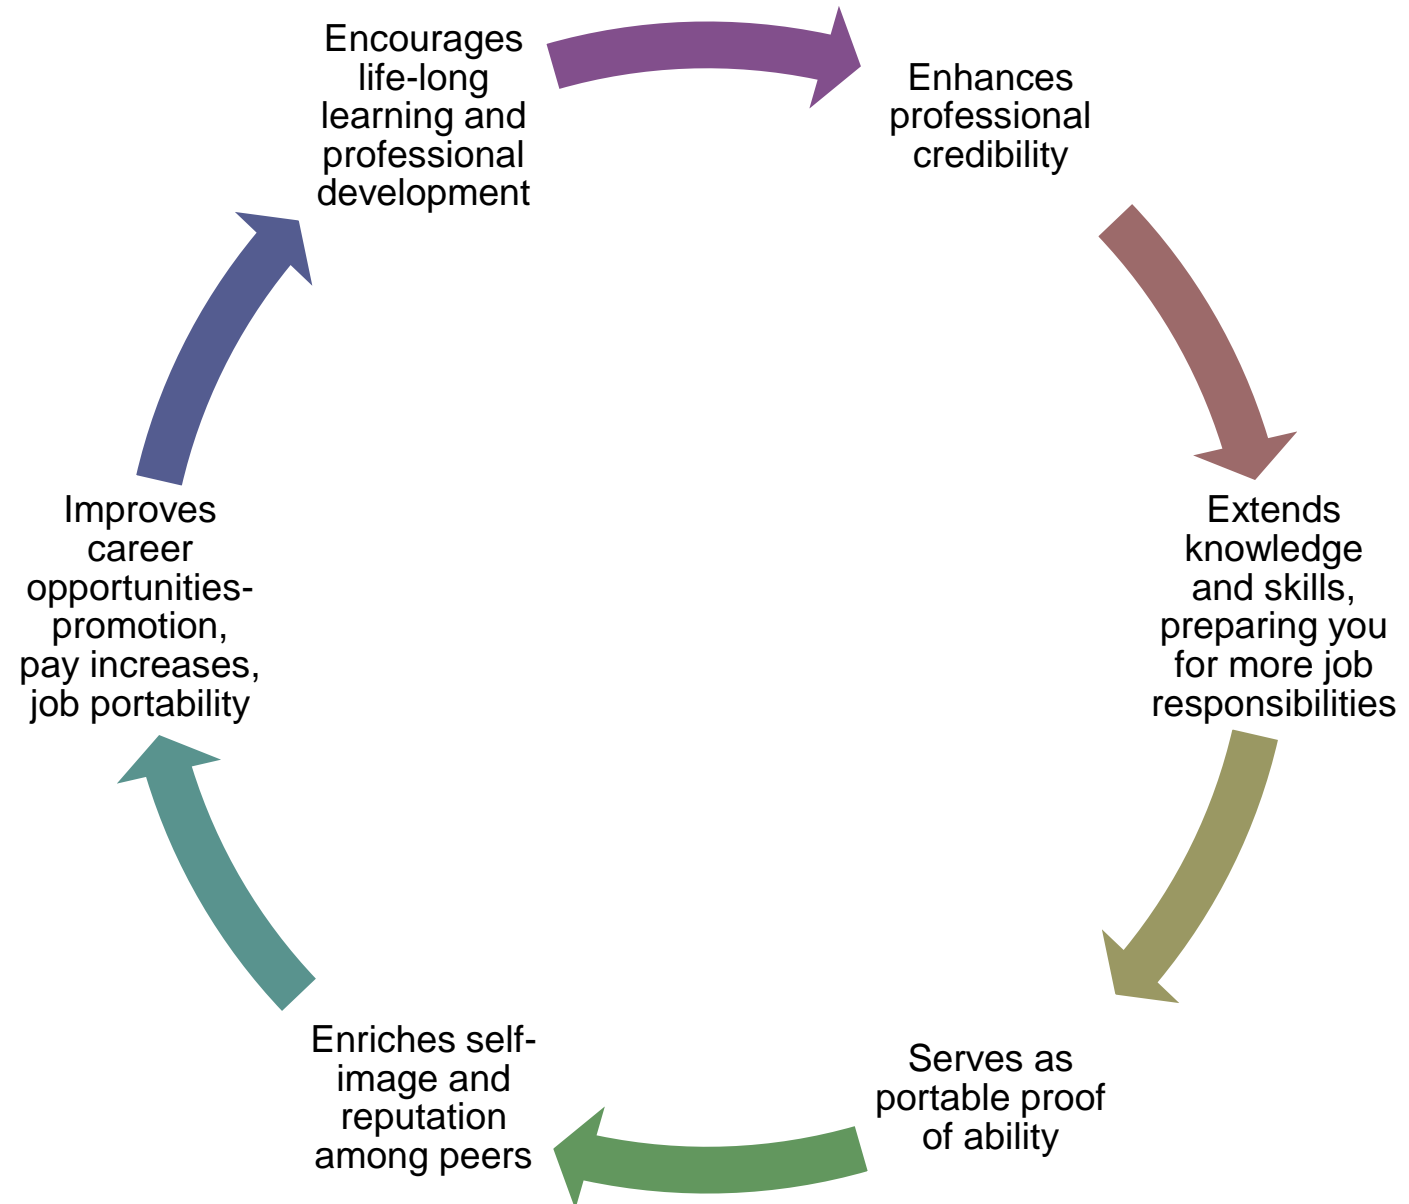 Encourages
life-long
learning and
professional
development
Enhances
professional
credibility
Extends
knowledge
and skills,
preparing you
for more job
responsibilities
Serves as
portable proof
of ability
Enriches self-
image and
reputation
among peers
Improves
career
opportunities-
promotion,
pay increases,
job portability